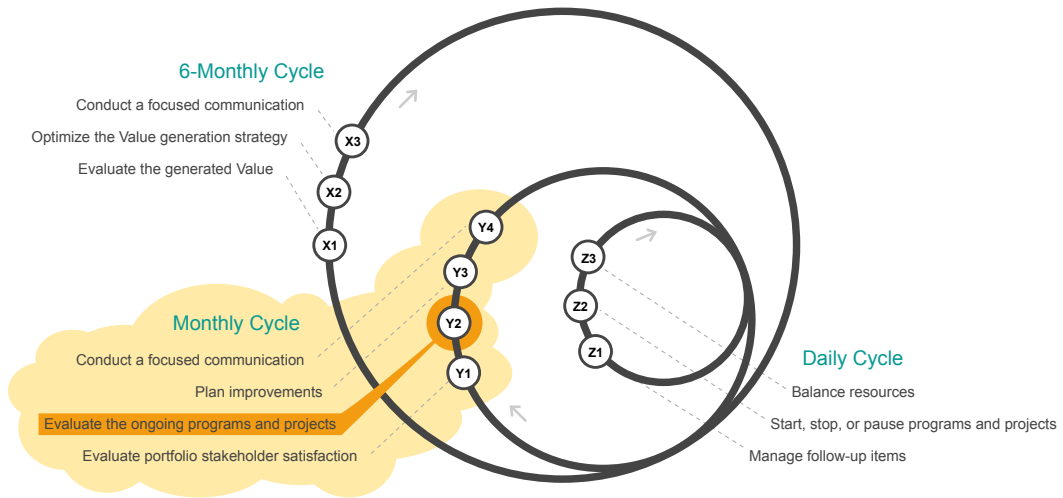 6-Monthly Cycle
Conduct a focused communication
Optimize the Value generation strategy
Evaluate the generated Value
X3
X2
X1
Monthly Cycle
Conduct a focused communication
Plan improvements
Evaluate the ongoing programs and projects
Evaluate portfolio stakeholder satisfaction
Y4
Y3
Y2
Y1
Z3
Z2
Z1
Daily Cycle
Balance resources
Start, stop, or pause programs and projects
Manage follow-up items